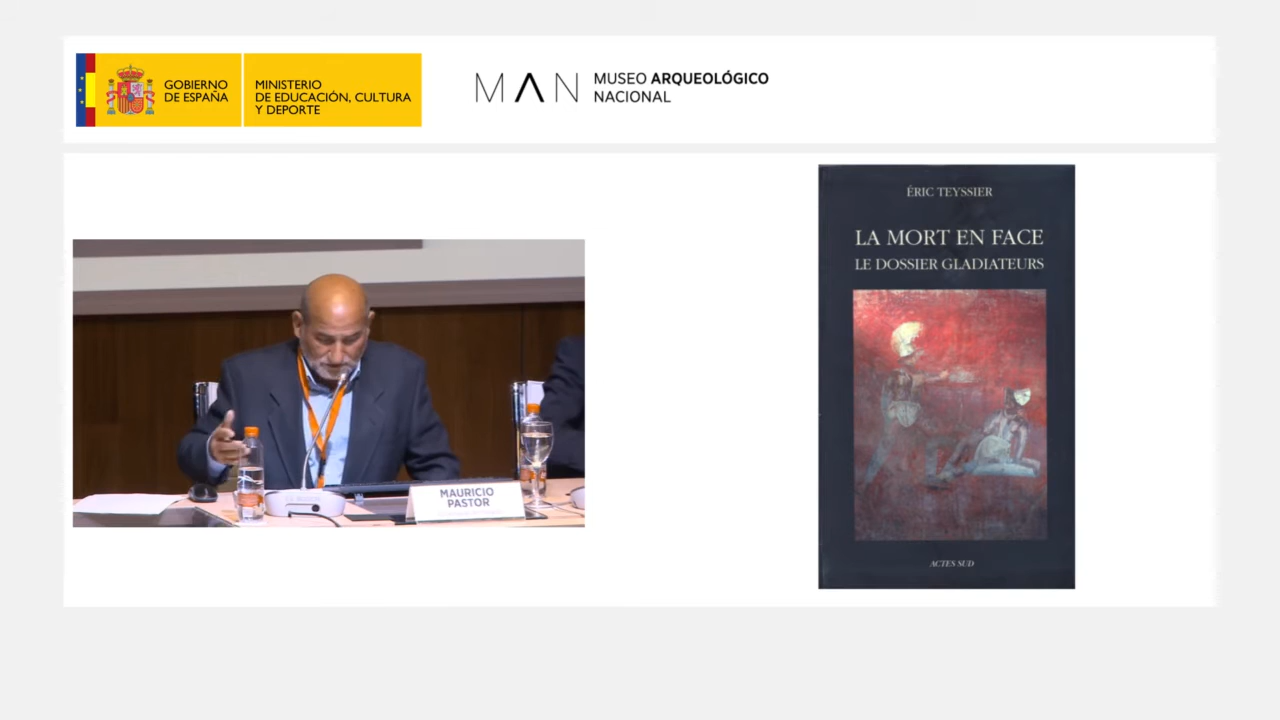 GOBIERNO
DE ESPAÑA
MINISTERIO
DE EDUCACIÓN, CULTURA
Y DEPORTE
MAN
MUSEO ARQUEOLÓGICO
NACIONAL
ÉRIC TEYSSIER
LA MORT EN FACE
LE DOSSIER GLADIATEURS
ACTES SUD
MAURICIO
PASTOR